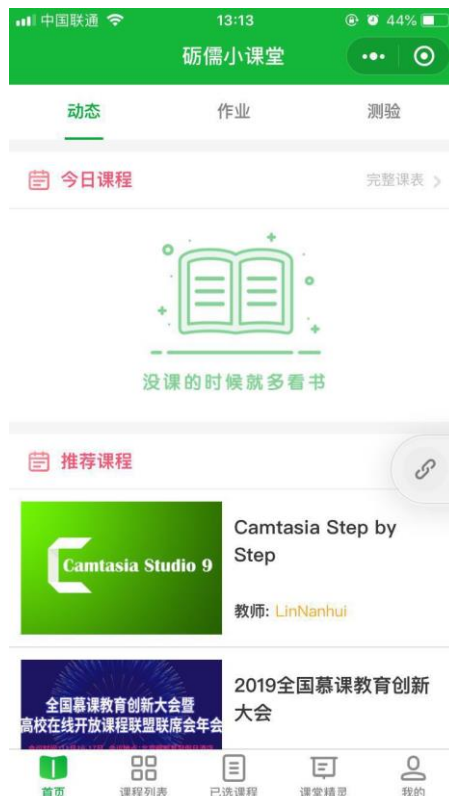 中国联通
13:13
44%
砺儒小课堂
动态
作业
测验
今日课程
完整课表
没课的时候就多看书
推荐课程
Camtasia Studio 9
Camtasia Step by
Step
教师: LinNanhui
全国慕课教育创新大会暨
高校在线开放课程联盟联席会年会
2019全国慕课教育创新
大会
首页
课程列表
已选课程
课堂精灵
我的